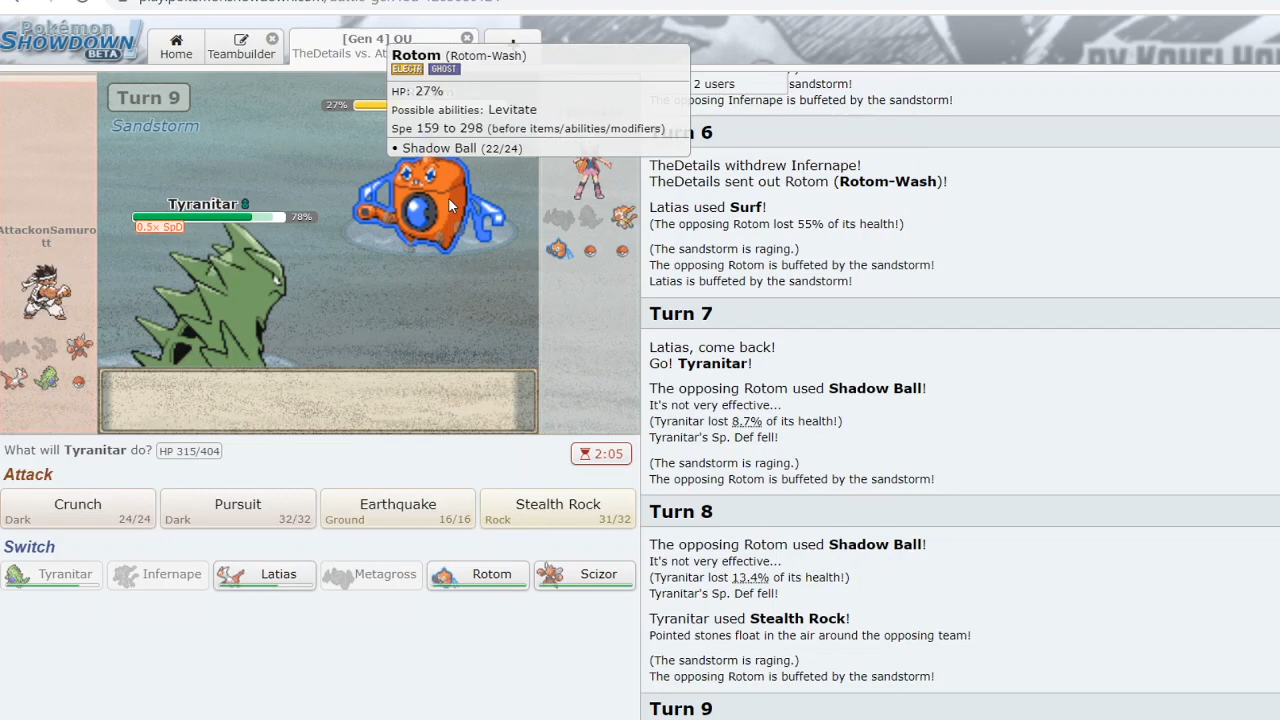 Pokémon
SHOWDOWN
BETA
Home
Teambuilder
[Gen 4] OU
TheDetails vs. At
Rotom (Rotom-Wash)
ELECTR GHOST
HP: 27%
Possible abilities: Levitate
Spe 159 to 298 (before items/abilities/modifiers)
• Shadow Ball (22/24)
Turn 9
Sandstorm
27%
Tyranitar
78%
0.5× SpD
AttackonSamuro
tt
What will Tyranitar do? HP 315/404
2:05
Attack
Crunch
Dark 24/24
Pursuit
Dark 32/32
Earthquake
Ground 16/16
Stealth Rock
Rock 31/32
Switch
Tyranitar
Infernape
Latias
Metagross
Rotom
Scizor
2 users
sandstorm!
The opposing Infernape is buffeted by the sandstorm!
6
TheDetails withdrew Infernape!
TheDetails sent out Rotom (Rotom-Wash)!
Latias used Surf!
(The opposing Rotom lost 55% of its health!)
(The sandstorm is raging.)
The opposing Rotom is buffeted by the sandstorm!
Latias is buffeted by the sandstorm!
Turn 7
Latias, come back!
Go! Tyranitar!
The opposing Rotom used Shadow Ball!
It's not very effective...
(Tyranitar lost 8.7% of its health!)
Tyranitar's Sp. Def fell!
(The sandstorm is raging.)
The opposing Rotom is buffeted by the sandstorm!
Turn 8
The opposing Rotom used Shadow Ball!
It's not very effective...
(Tyranitar lost 13.4% of its health!)
Tyranitar's Sp. Def fell!
Tyranitar used Stealth Rock!
Pointed stones float in the air around the opposing team!
(The sandstorm is raging.)
The opposing Rotom is buffeted by the sandstorm!
Turn 9